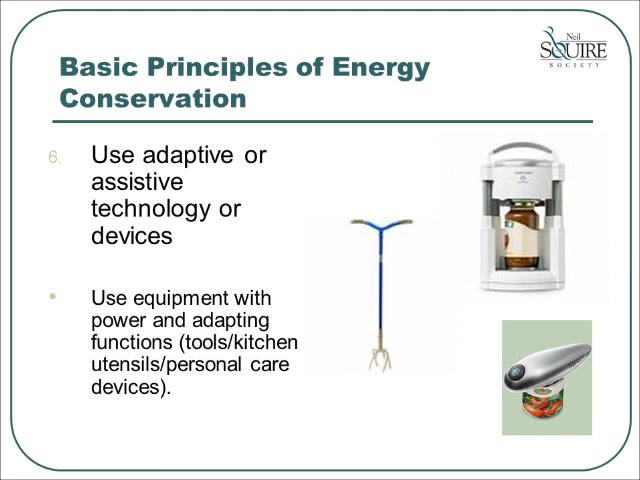 Neil
SQUIRE
SOCIETY
Basic Principles of Energy
Conservation
6. Use adaptive or
assistive
technology or
devices
• Use equipment with
power and adapting
functions (tools/kitchen
utensils/personal care
devices).